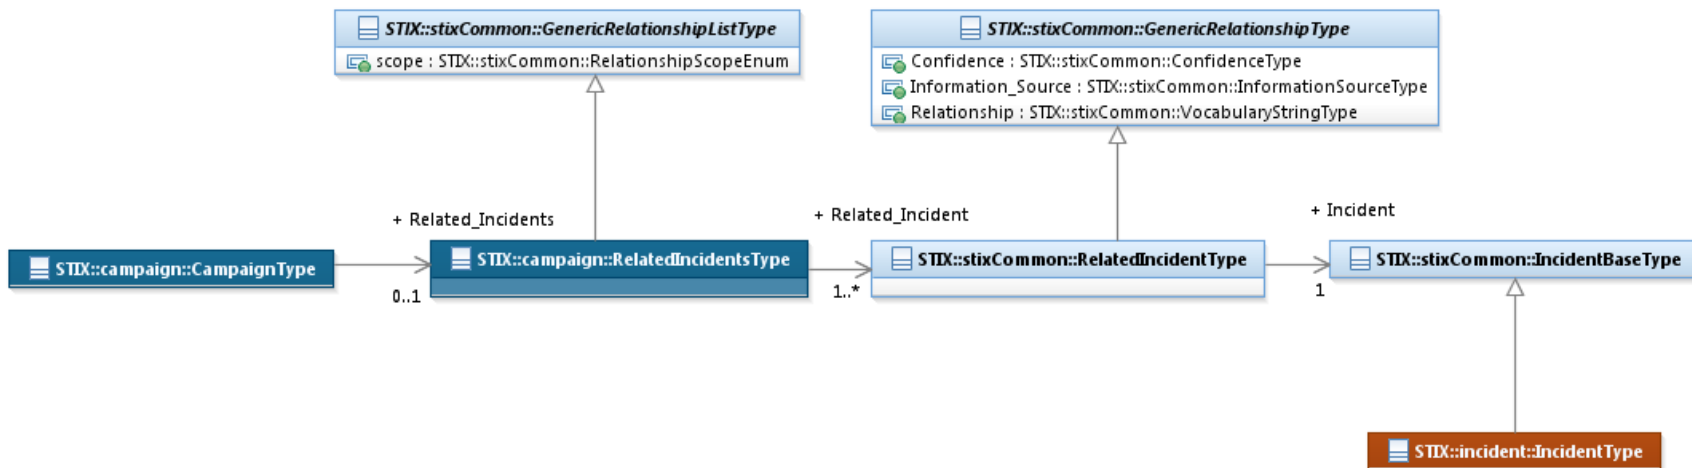 STIX::stixCommon::GenericRelationshipListType
scope : STIX::stixCommon::RelationshipScopeEnum
STIX::stixCommon::GenericRelationshipType
Confidence : STIX::stixCommon::ConfidenceType
Information_Source : STIX::stixCommon::InformationSourceType
Relationship : STIX::stixCommon::VocabularyStringType
+ Related_Incidents
+ Related_Incident
+ Incident
STIX::campaign::CampaignType
STIX::campaign::RelatedIncidentsType
STIX::stixCommon::RelatedIncidentType
STIX::stixCommon::IncidentBaseType
0..1
1..*
1
STIX::incident::IncidentType